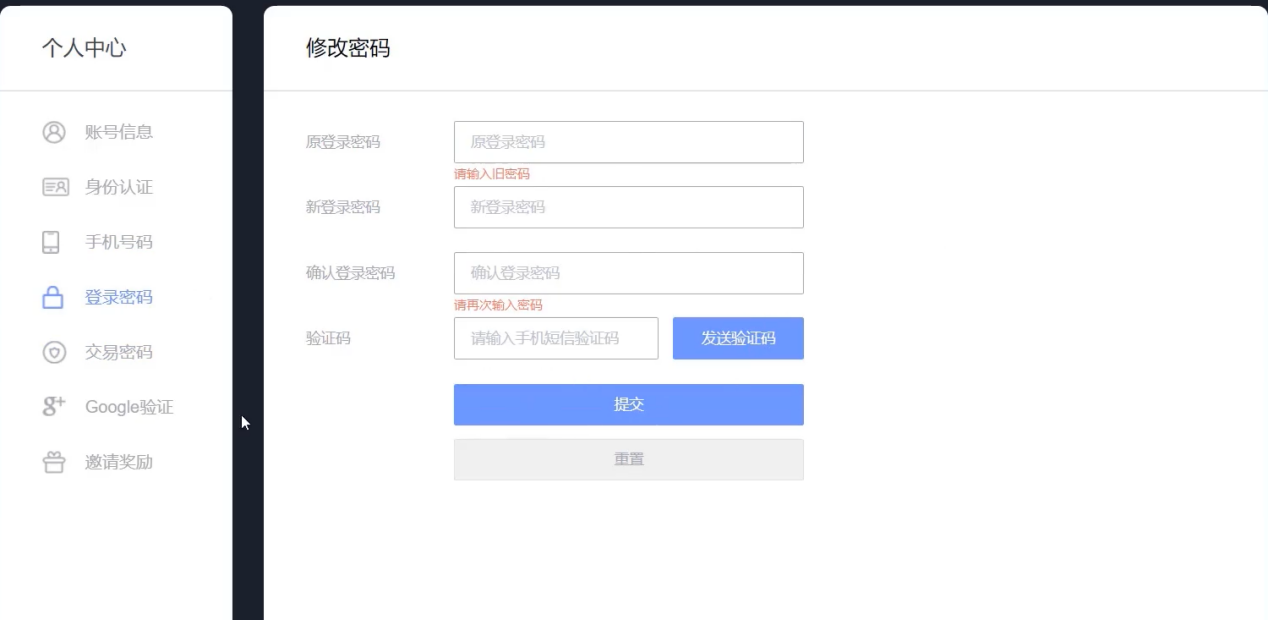 个人中心
账号信息
身份认证
手机号码
登录密码
交易密码
Google验证
邀请奖励
修改密码
原登录密码
原登录密码
请输入旧密码
新登录密码
新登录密码
确认登录密码
确认登录密码
请再次输入密码
验证码
请输入手机短信验证码
发送验证码
提交
重置